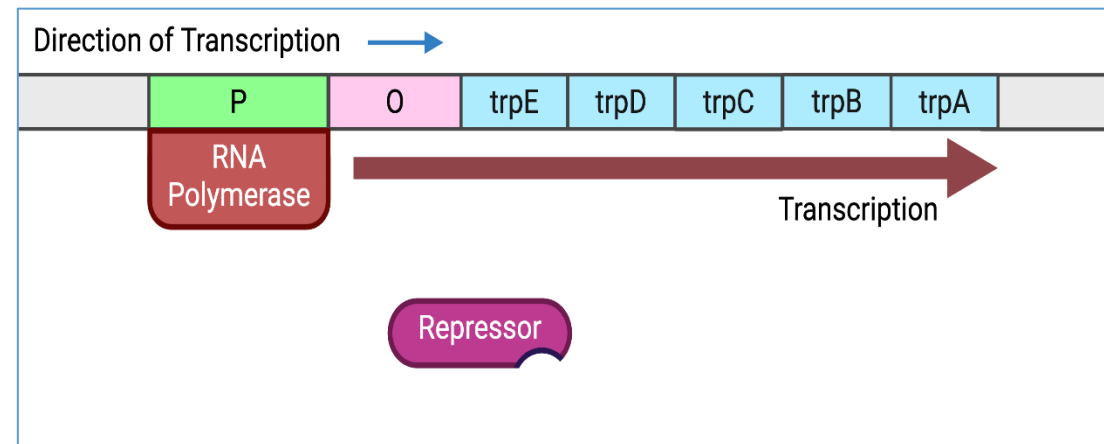 Direction of Transcription
P O trpE trpD trpC trpB trpA
RNA
Polymerase
Transcription
Repressor